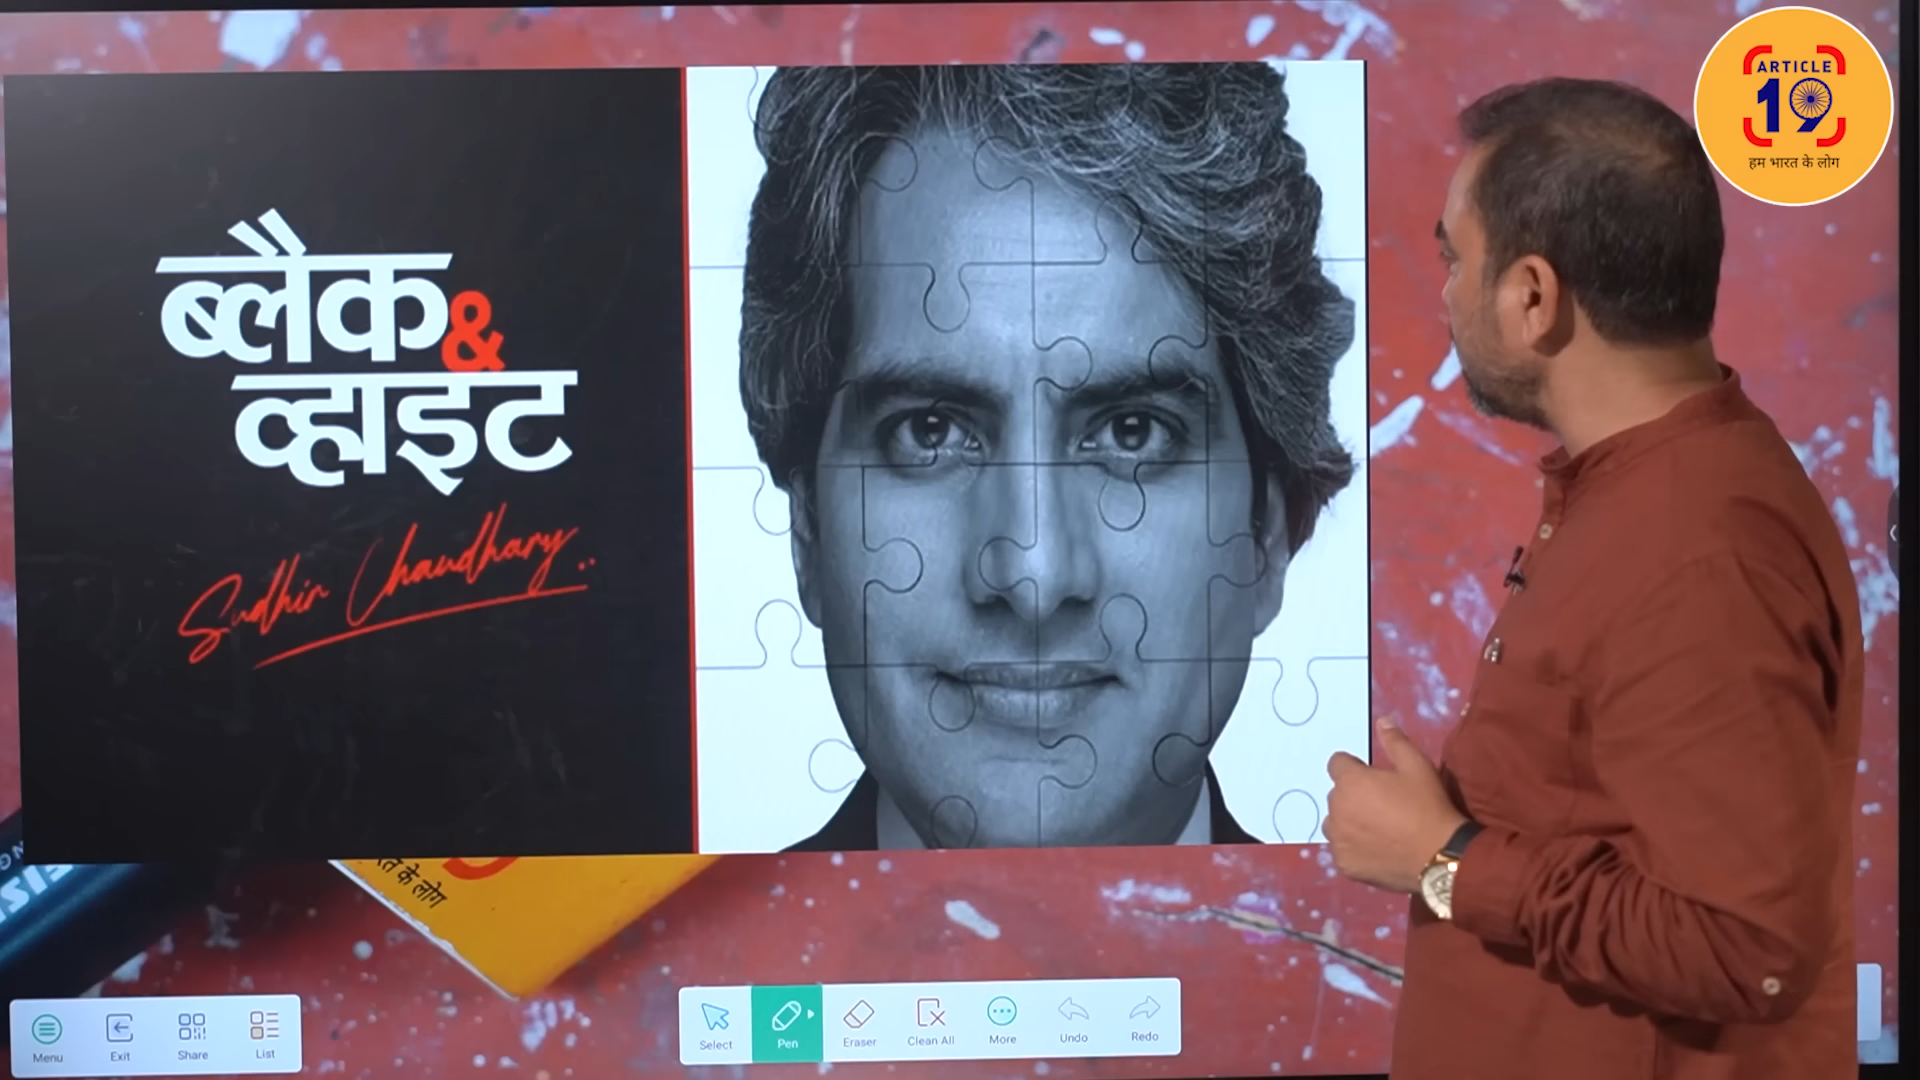 ब्लैक&
व्हाइट
Sudhir Chaudhary..
ARTICLE
19
हम भारत के लोग
के लोग
Menu
Exit
Share
List
Select
Pen
Eraser
Clean All
More
Undo
Redo